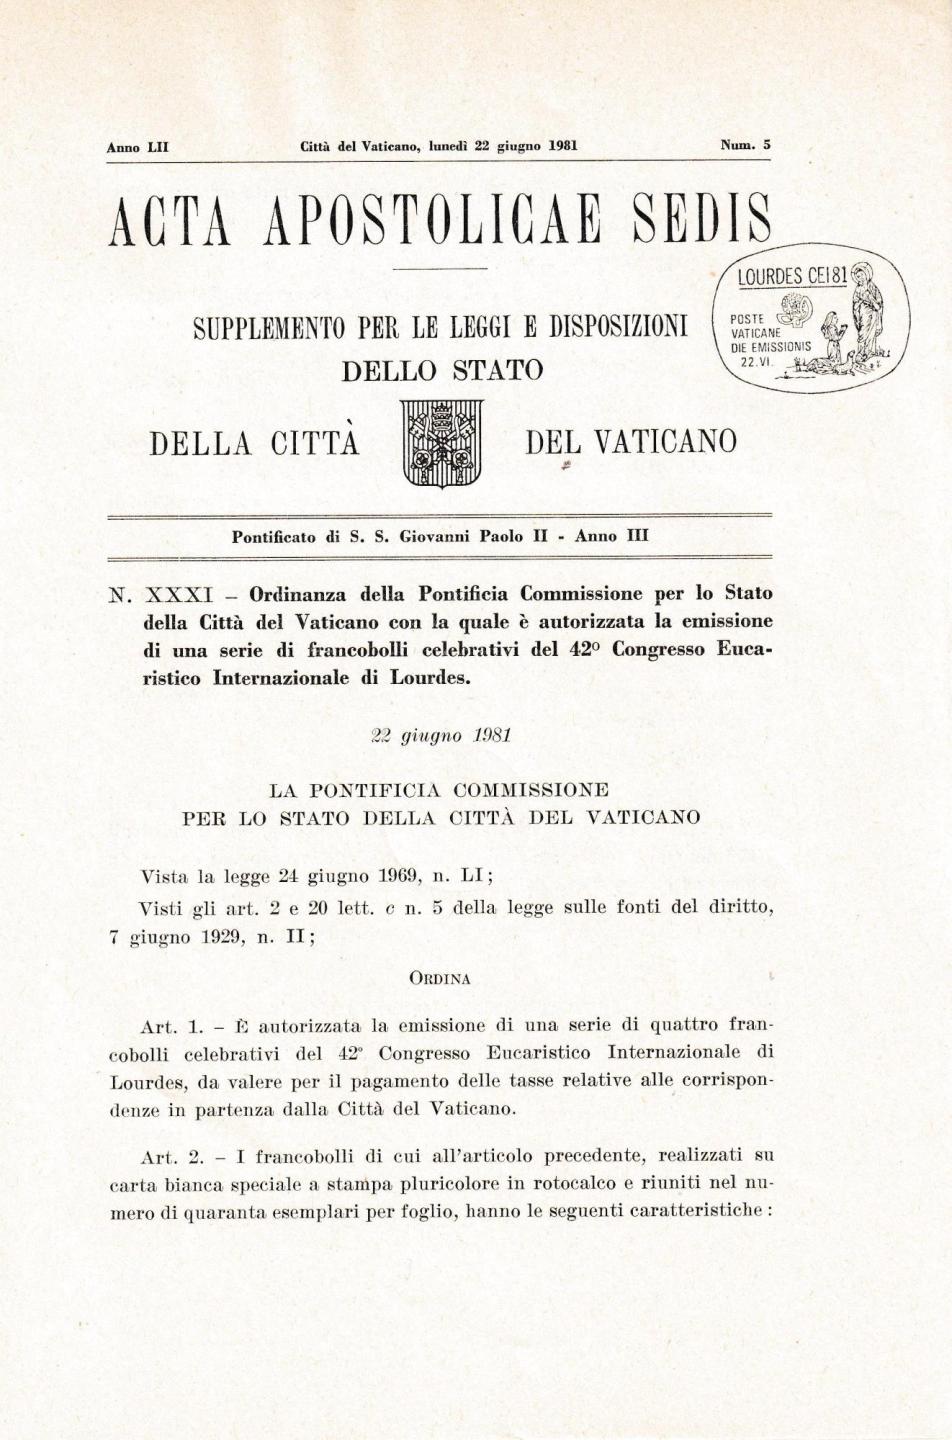 Anno LII Città del Vaticano, lunedì 22 giugno 1981 Num. 5
ACTA APOSTOLICAE SEDIS
LOURDES CEI 81
POSTE
VATICANE
DIE EMISSIONIS
22.VI.
SUPPLEMENTO PER LE LEGGI E DISPOSIZIONI
DELLO STATO
DELLA CITTÀ DEL VATICANO
Pontificato di S. S. Giovanni Paolo II - Anno III
N. XXXI – Ordinanza della Pontificia Commissione per lo Stato
della Città del Vaticano con la quale è autorizzata la emissione
di una serie di francobolli celebrativi del 42º Congresso Euca-
ristico Internazionale di Lourdes.
22 giugno 1981
LA PONTIFICIA COMMISSIONE
PER LO STATO DELLA CITTÀ DEL VATICANO
Vista la legge 24 giugno 1969, n. LI;
Visti gli art. 2 e 20 lett. c n. 5 della legge sulle fonti del diritto,
7 giugno 1929, n. II;
ORDINA
Art. 1. – È autorizzata la emissione di una serie di quattro fran-
cobolli celebrativi del 42° Congresso Eucaristico Internazionale di
Lourdes, da valere per il pagamento delle tasse relative alle corrispon-
denze in partenza dalla Città del Vaticano.
Art. 2. – I francobolli di cui all'articolo precedente, realizzati su
carta bianca speciale a stampa pluricolore in rotocalco e riuniti nel nu-
mero di quaranta esemplari per foglio, hanno le seguenti caratteristiche :